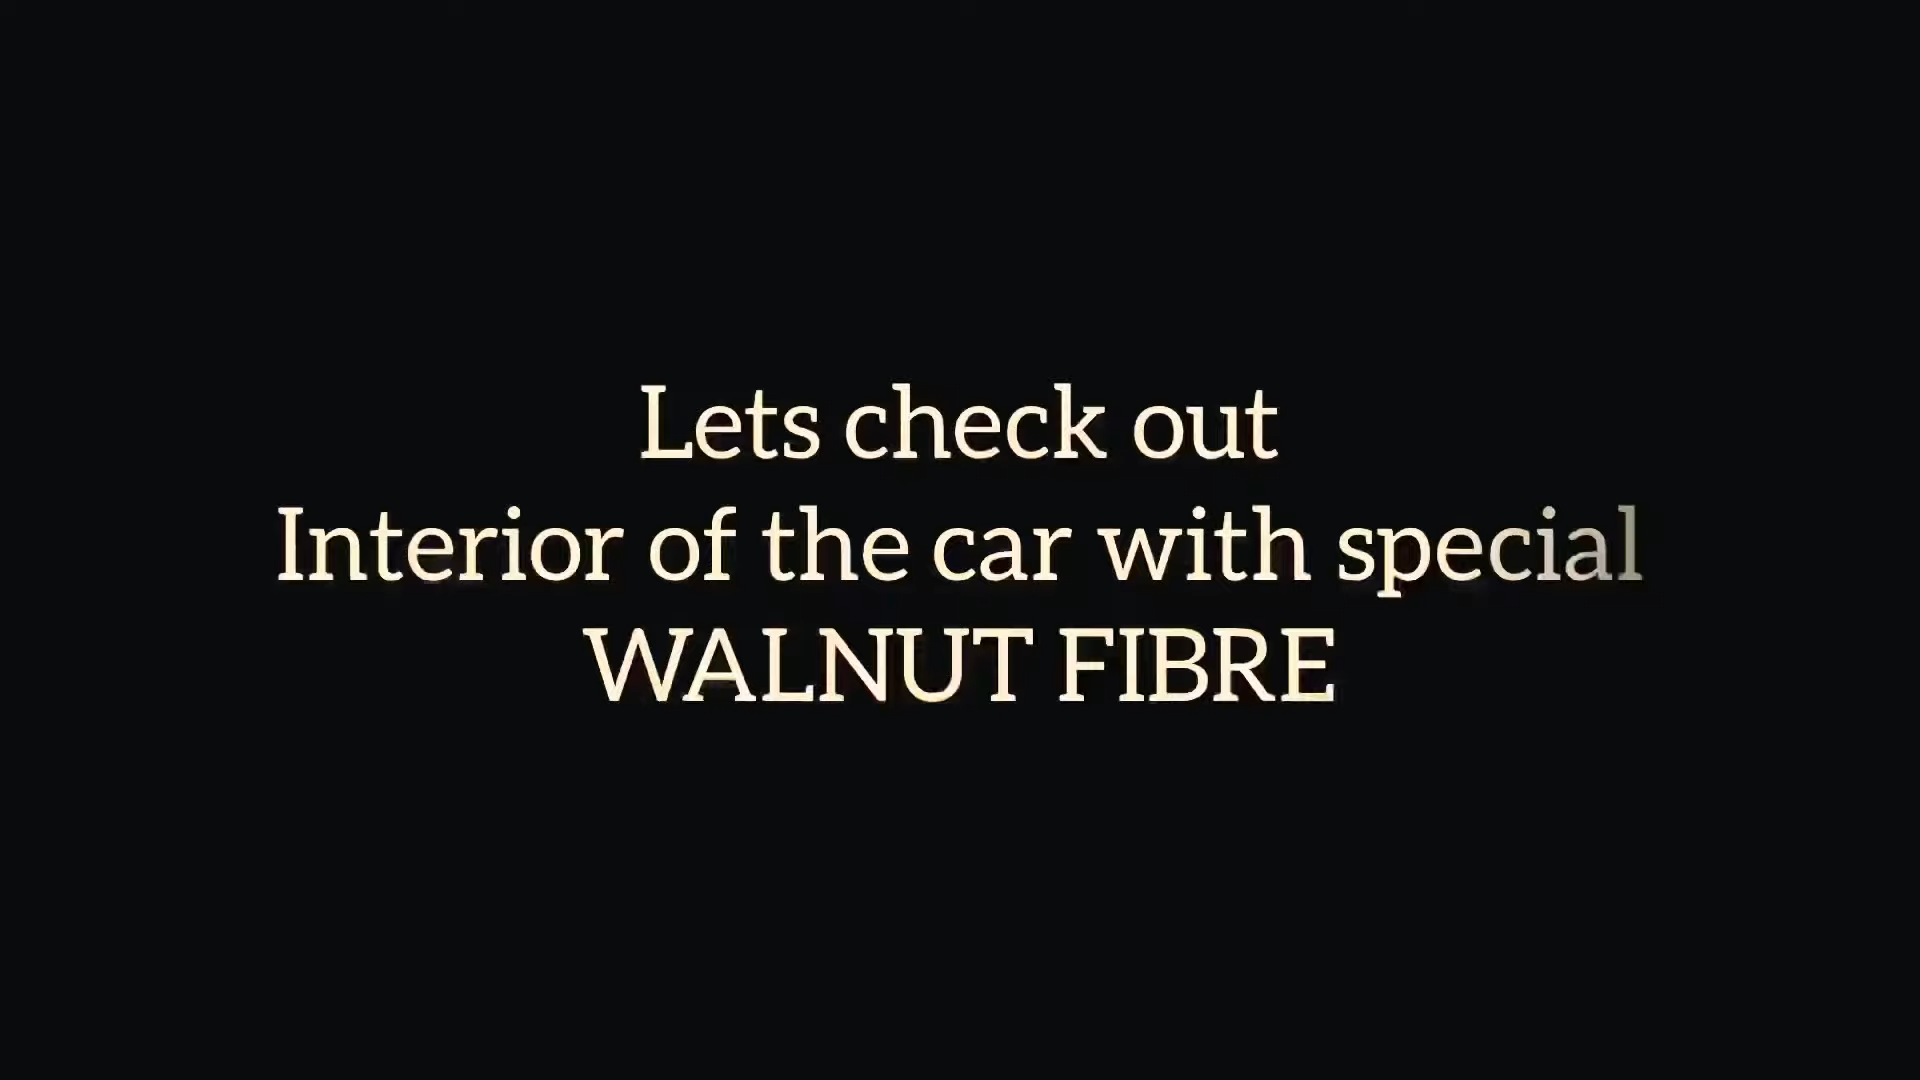 Lets check out
Interior of the car with special
WALNUT FIBRE